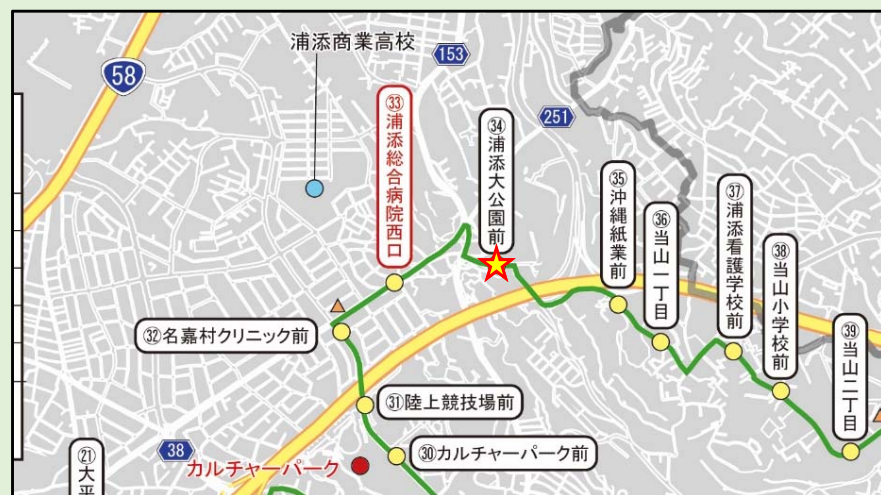 浦添商業高校
153
58
251
㉝浦添総合病院西口
㉞浦添大公園前
㉟沖縄紙業前
㊱当山一丁目
㊲浦添看護学校前
㊳当山小学校前
㊴当山二丁目
㉜名嘉村クリニック前
㉛陸上競技場前
㉚カルチャーパーク前
38
カルチャーパーク
㉑大平